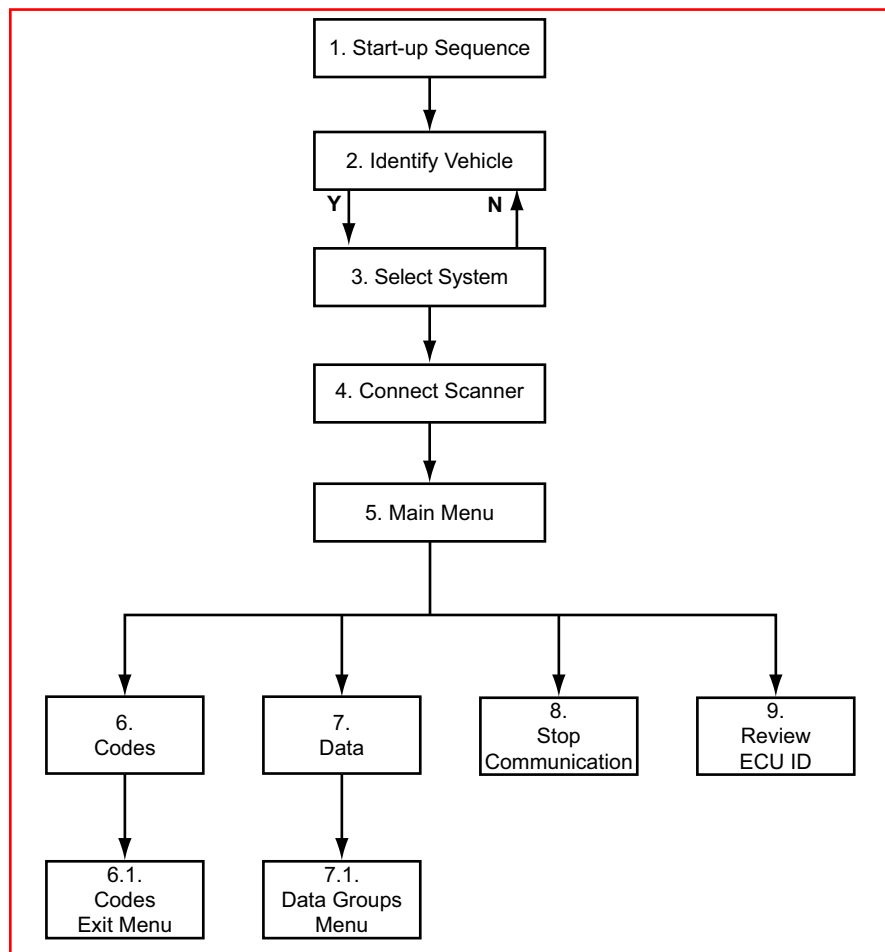 1. Start-up Sequence
2. Identify Vehicle
Y
N
3. Select System
4. Connect Scanner
5. Main Menu
6.
Codes
7.
Data
8.
Stop
Communication
9.
Review
ECU ID
6.1.
Codes
Exit Menu
7.1.
Data Groups
Menu